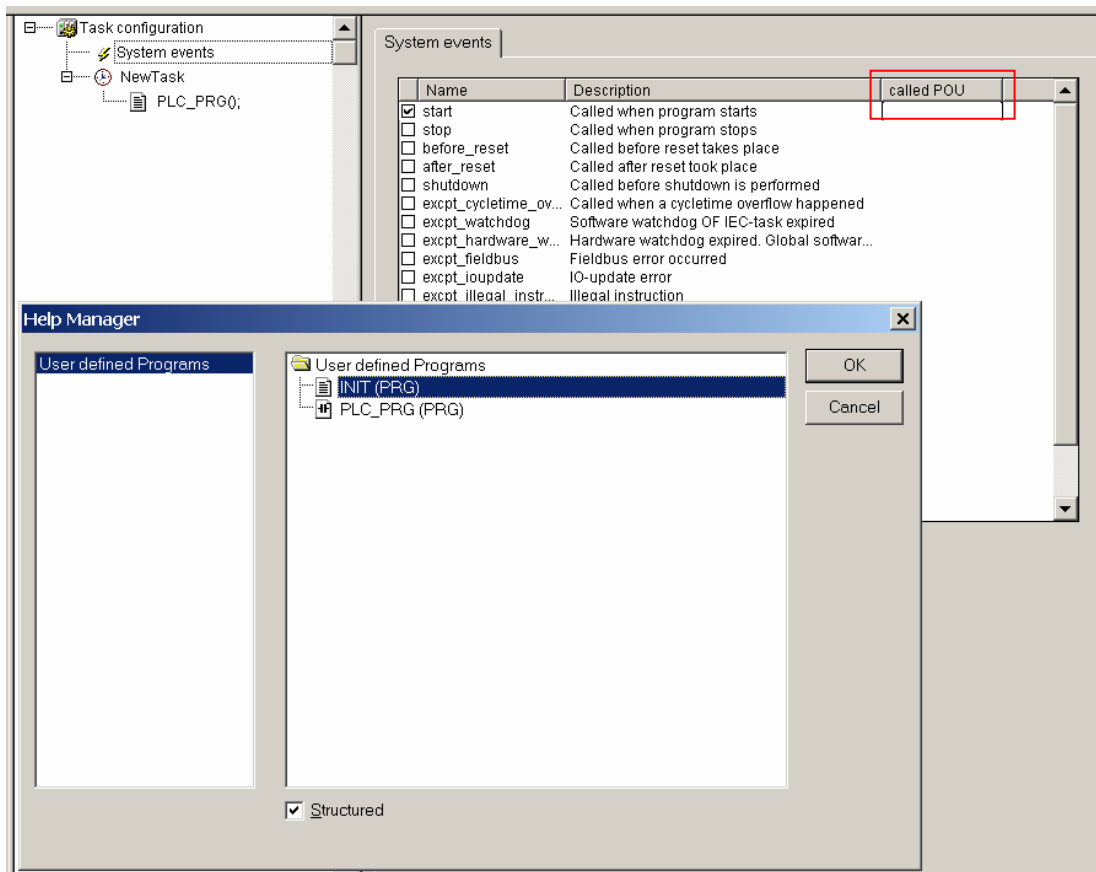 Task configuration
System events
NewTask
PLC_PRG();
System events
Name Description called POU
start Called when program starts
stop Called when program stops
before_reset Called before reset takes place
after_reset Called after reset took place
shutdown Called before shutdown is performed
excpt_cycletime_ov... Called when a cycletime overflow happened
excpt_watchdog Software watchdog OF IEC-task expired
excpt_hardware_w... Hardware watchdog expired. Global softwar...
excpt_fieldbus Fieldbus error occurred
excpt_ioupdate IO-update error
excpt_illegal_instr... Illegal instruction
Help Manager
User defined Programs
User defined Programs
INIT (PRG)
PLC_PRG (PRG)
OK
Cancel
Structured